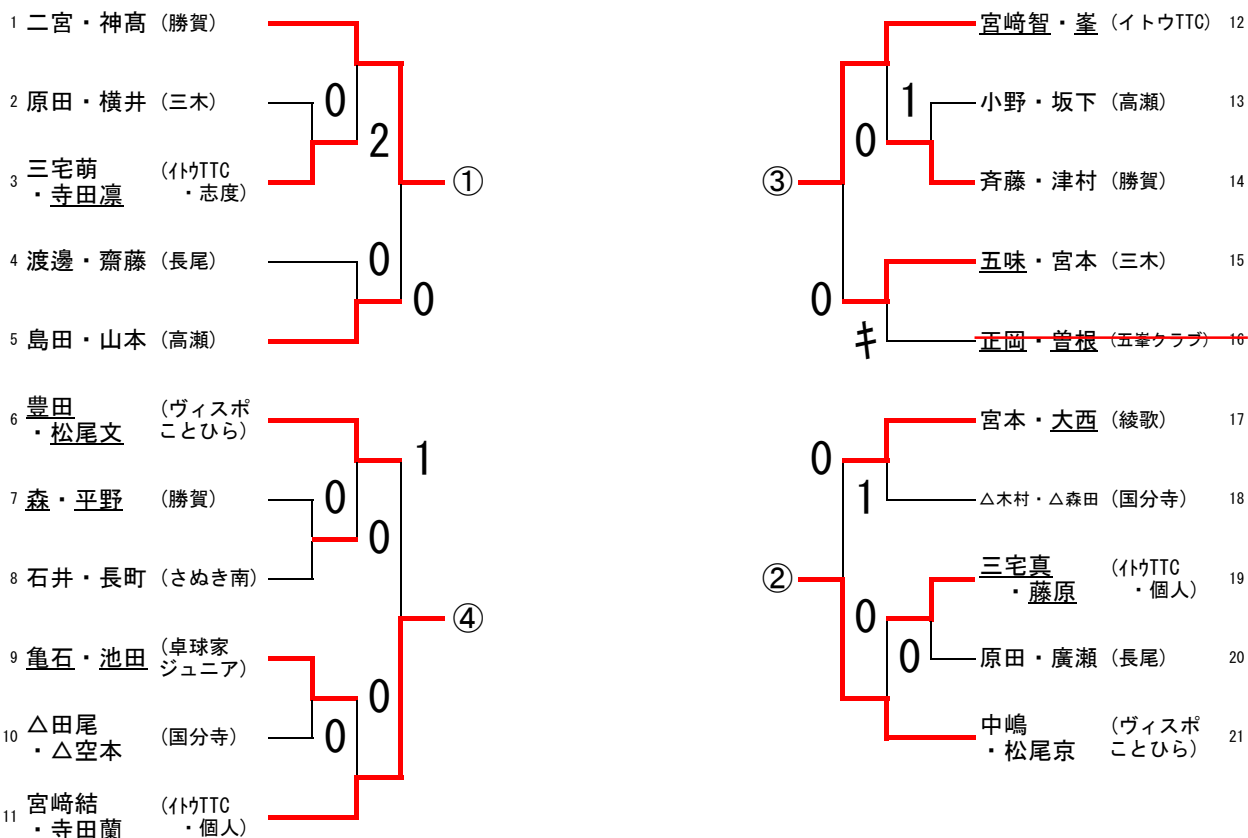 1 二宮・神髙 (勝賀)
0
2 原田・横井 (三木)
2
3 三宅萌 (ｲﾄｳTTC
・寺田凛 ・志度)
①
4 渡邊・齋藤 (長尾)
0
0
5 島田・山本 (高瀬)
6 豊田 (ヴィスポ
・松尾文 ことひら)
1
7 森・平野 (勝賀)
0
0
8 石井・長町 (さぬき南)
④
9 亀石・池田 (卓球家
ジュニア)
0
10 △田尾
・△空本 (国分寺)
0
11 宮﨑結 (ｲﾄｳTTC
・寺田蘭 ・個人)
宮﨑智・峯 (イトウTTC) 12
1
小野・坂下 (高瀬) 13
0
③
斉藤・津村 (勝賀) 14
五味・宮本 (三木) 15
0
キ
正岡・曽根 (五峯クラブ) 16
宮本・大西 (綾歌) 17
0
1
△木村・△森田 (国分寺) 18
②
三宅真 (ｲﾄｳTTC 19
・藤原 ・個人)
0
0
原田・廣瀬 (長尾) 20
中嶋 (ヴィスポ 21
・松尾京 ことひら)